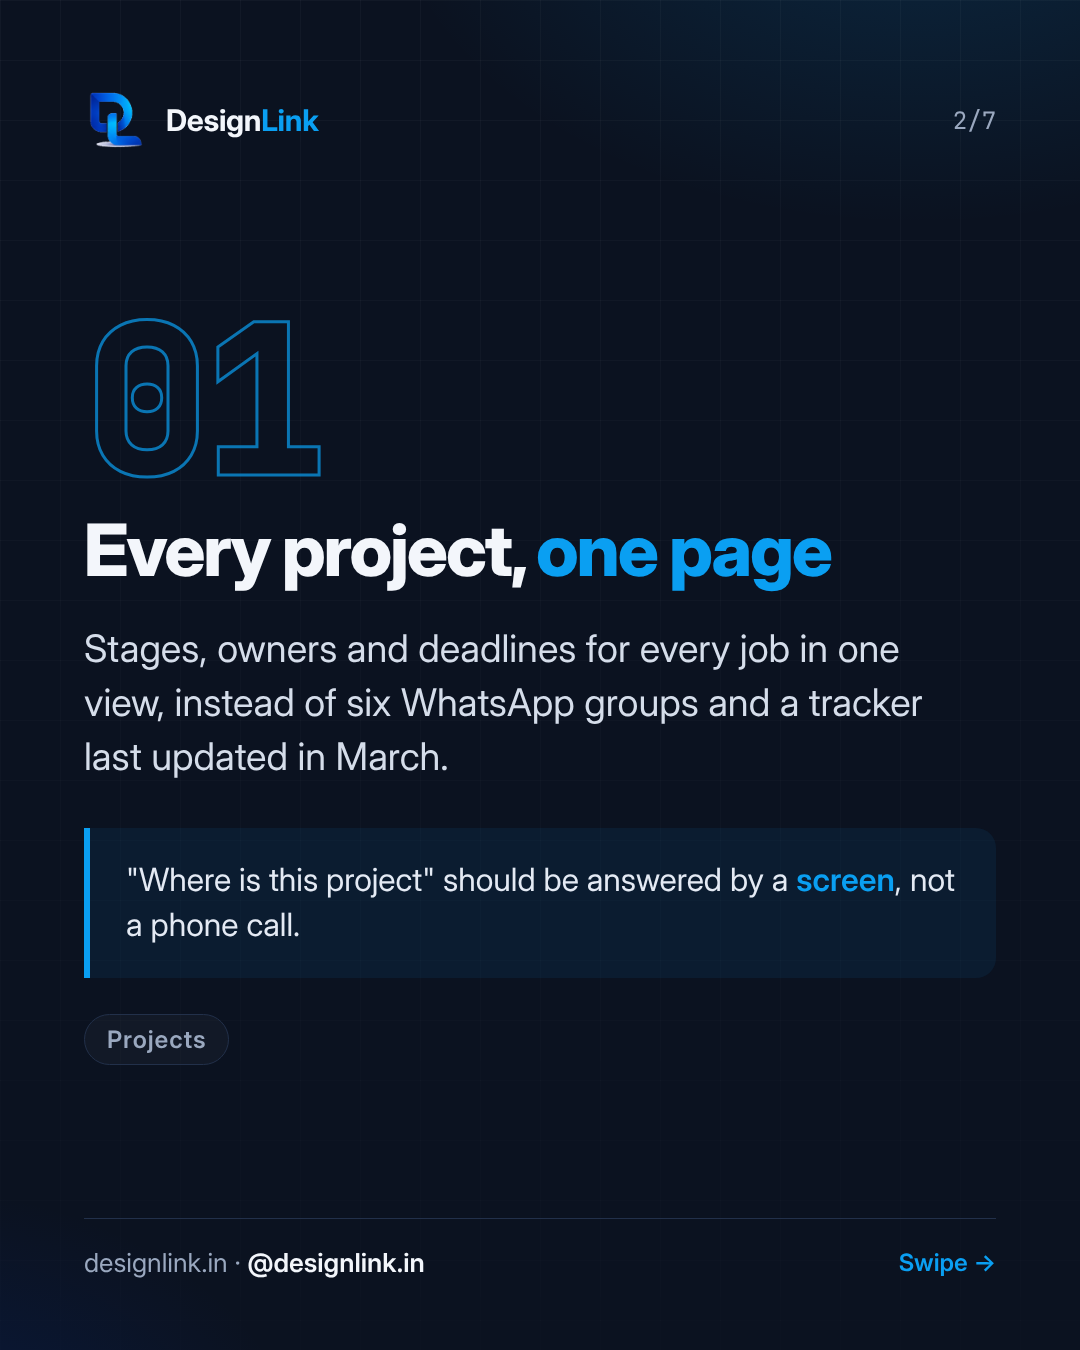 DesignLink
2/7
01
Every project, one page
Stages, owners and deadlines for every job in one
view, instead of six WhatsApp groups and a tracker
last updated in March.
"Where is this project" should be answered by a screen, not
a phone call.
Projects
designlink.in · @designlink.in
Swipe →